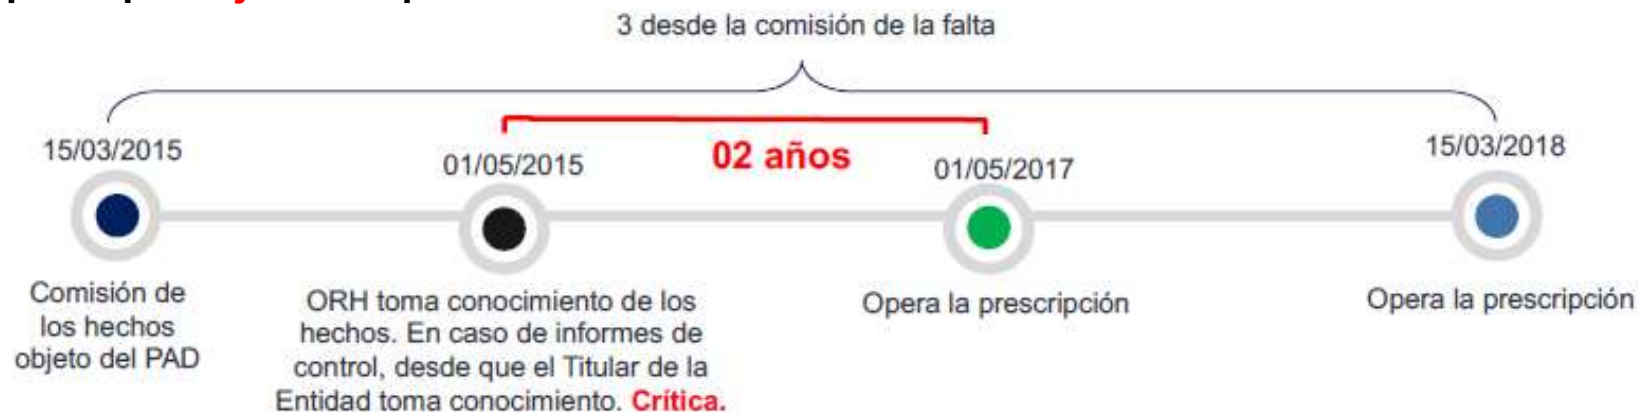 3 desde la comisión de la falta
15/03/2015
01/05/2015
02 años
01/05/2017
15/03/2018
Comisión de
los hechos
objeto del PAD
ORH toma conocimiento de los
hechos. En caso de informes de
control, desde que el Titular de la
Entidad toma conocimiento. Crítica.
Opera la prescripción
Opera la prescripción